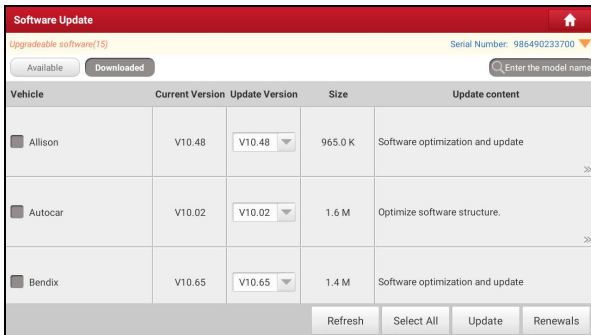 Software Update
Upgradeable software(15) Serial Number: 986490233700
Available Downloaded Enter the model name
Vehicle Current Version Update Version Size Update content
Allison V10.48 V10.48 965.0 K Software optimization and update
Autocar V10.02 V10.02 1.6 M Optimize software structure.
Bendix V10.65 V10.65 1.4 M Software optimization and update
Refresh Select All Update Renewals